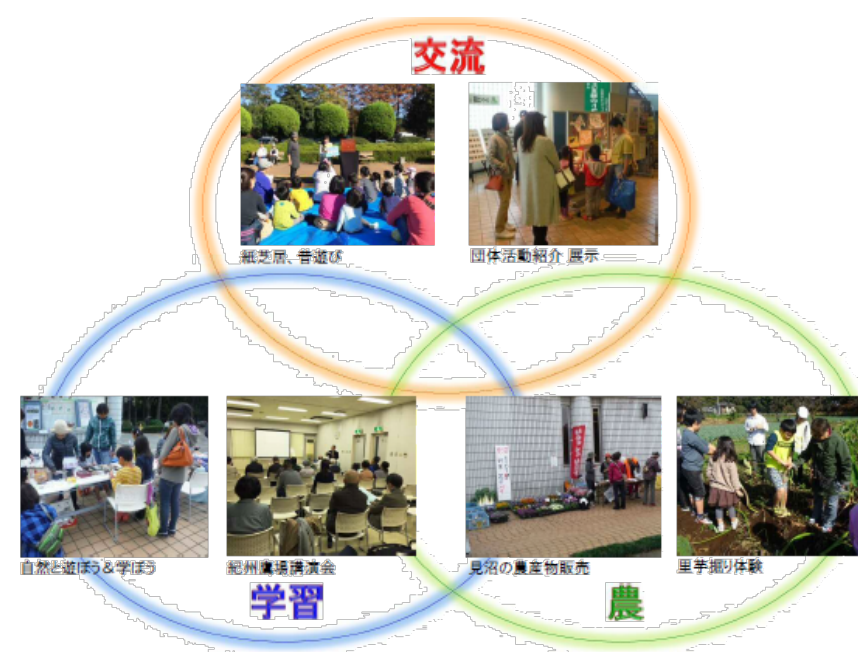 交流
紙芝居、昔遊び
団体活動紹介 展示
自然と遊ぼう&学ぼう
紀州鷹場講演会
見沼の農産物販売
里芋掘り体験
学習
農